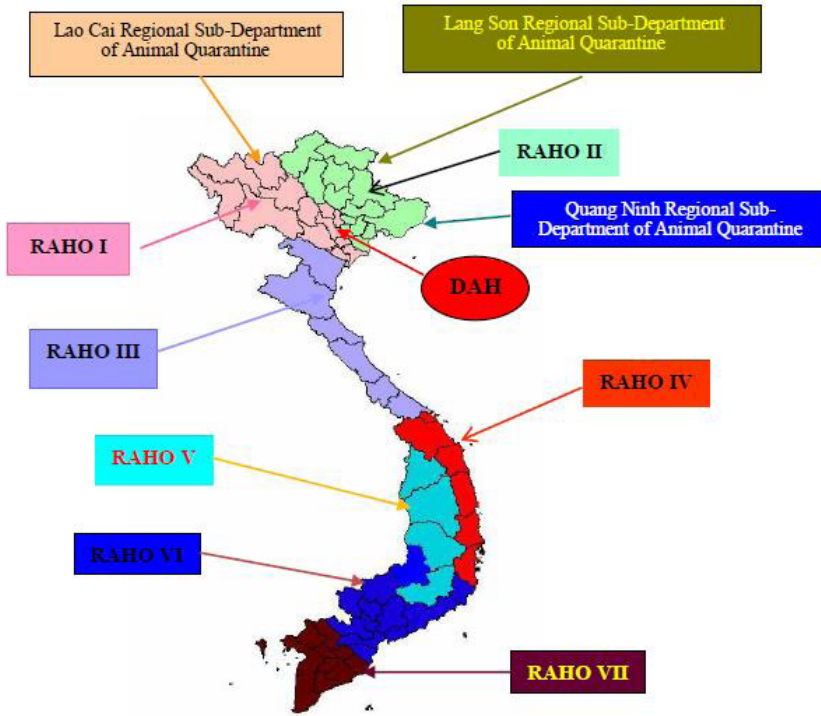 Lao Cai Regional Sub-Department
of Animal Quarantine
Lang Son Regional Sub-Department
of Animal Quarantine
RAHO II
Quang Ninh Regional Sub-
Department of Animal Quarantine
RAHO I
DAH
RAHO III
RAHO IV
RAHO V
RAHO VI
RAHO VII